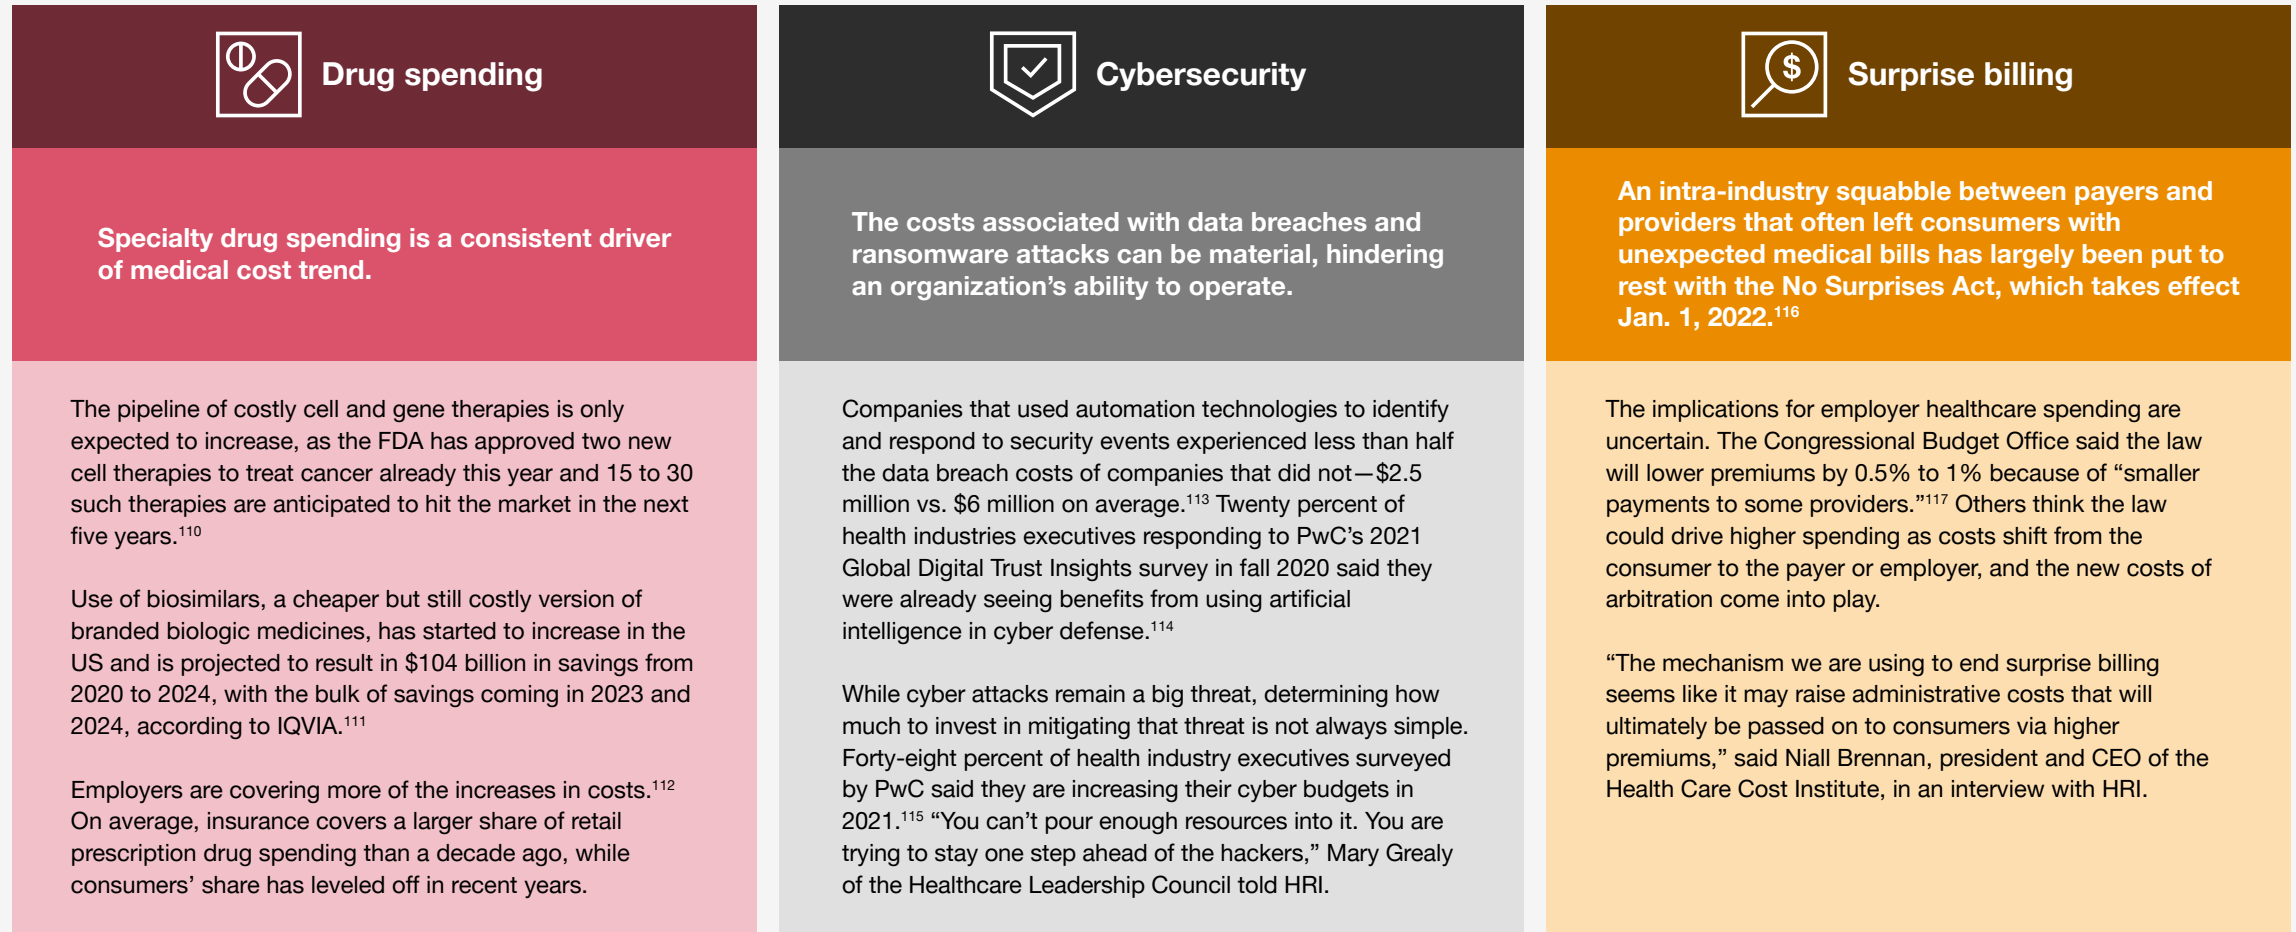 Drug spending
Specialty drug spending is a consistent driver
of medical cost trend.
The pipeline of costly cell and gene therapies is only
expected to increase, as the FDA has approved two new
cell therapies to treat cancer already this year and 15 to 30
such therapies are anticipated to hit the market in the next
five years.110
Use of biosimilars, a cheaper but still costly version of
branded biologic medicines, has started to increase in the
US and is projected to result in $104 billion in savings from
2020 to 2024, with the bulk of savings coming in 2023 and
2024, according to IQVIA.111
Employers are covering more of the increases in costs.112
On average, insurance covers a larger share of retail
prescription drug spending than a decade ago, while
consumers’ share has leveled off in recent years.
Cybersecurity
The costs associated with data breaches and
ransomware attacks can be material, hindering
an organization’s ability to operate.
Companies that used automation technologies to identify
and respond to security events experienced less than half
the data breach costs of companies that did not—$2.5
million vs. $6 million on average.113 Twenty percent of
health industries executives responding to PwC’s 2021
Global Digital Trust Insights survey in fall 2020 said they
were already seeing benefits from using artificial
intelligence in cyber defense.114
While cyber attacks remain a big threat, determining how
much to invest in mitigating that threat is not always simple.
Forty-eight percent of health industry executives surveyed
by PwC said they are increasing their cyber budgets in
2021.115 “You can’t pour enough resources into it. You are
trying to stay one step ahead of the hackers,” Mary Grealy
of the Healthcare Leadership Council told HRI.
$
Surprise billing
An intra-industry squabble between payers and
providers that often left consumers with
unexpected medical bills has largely been put to
rest with the No Surprises Act, which takes effect
Jan. 1, 2022.116
The implications for employer healthcare spending are
uncertain. The Congressional Budget Office said the law
will lower premiums by 0.5% to 1% because of “smaller
payments to some providers.”117 Others think the law
could drive higher spending as costs shift from the
consumer to the payer or employer, and the new costs of
arbitration come into play.
“The mechanism we are using to end surprise billing
seems like it may raise administrative costs that will
ultimately be passed on to consumers via higher
premiums,” said Niall Brennan, president and CEO of the
Health Care Cost Institute, in an interview with HRI.